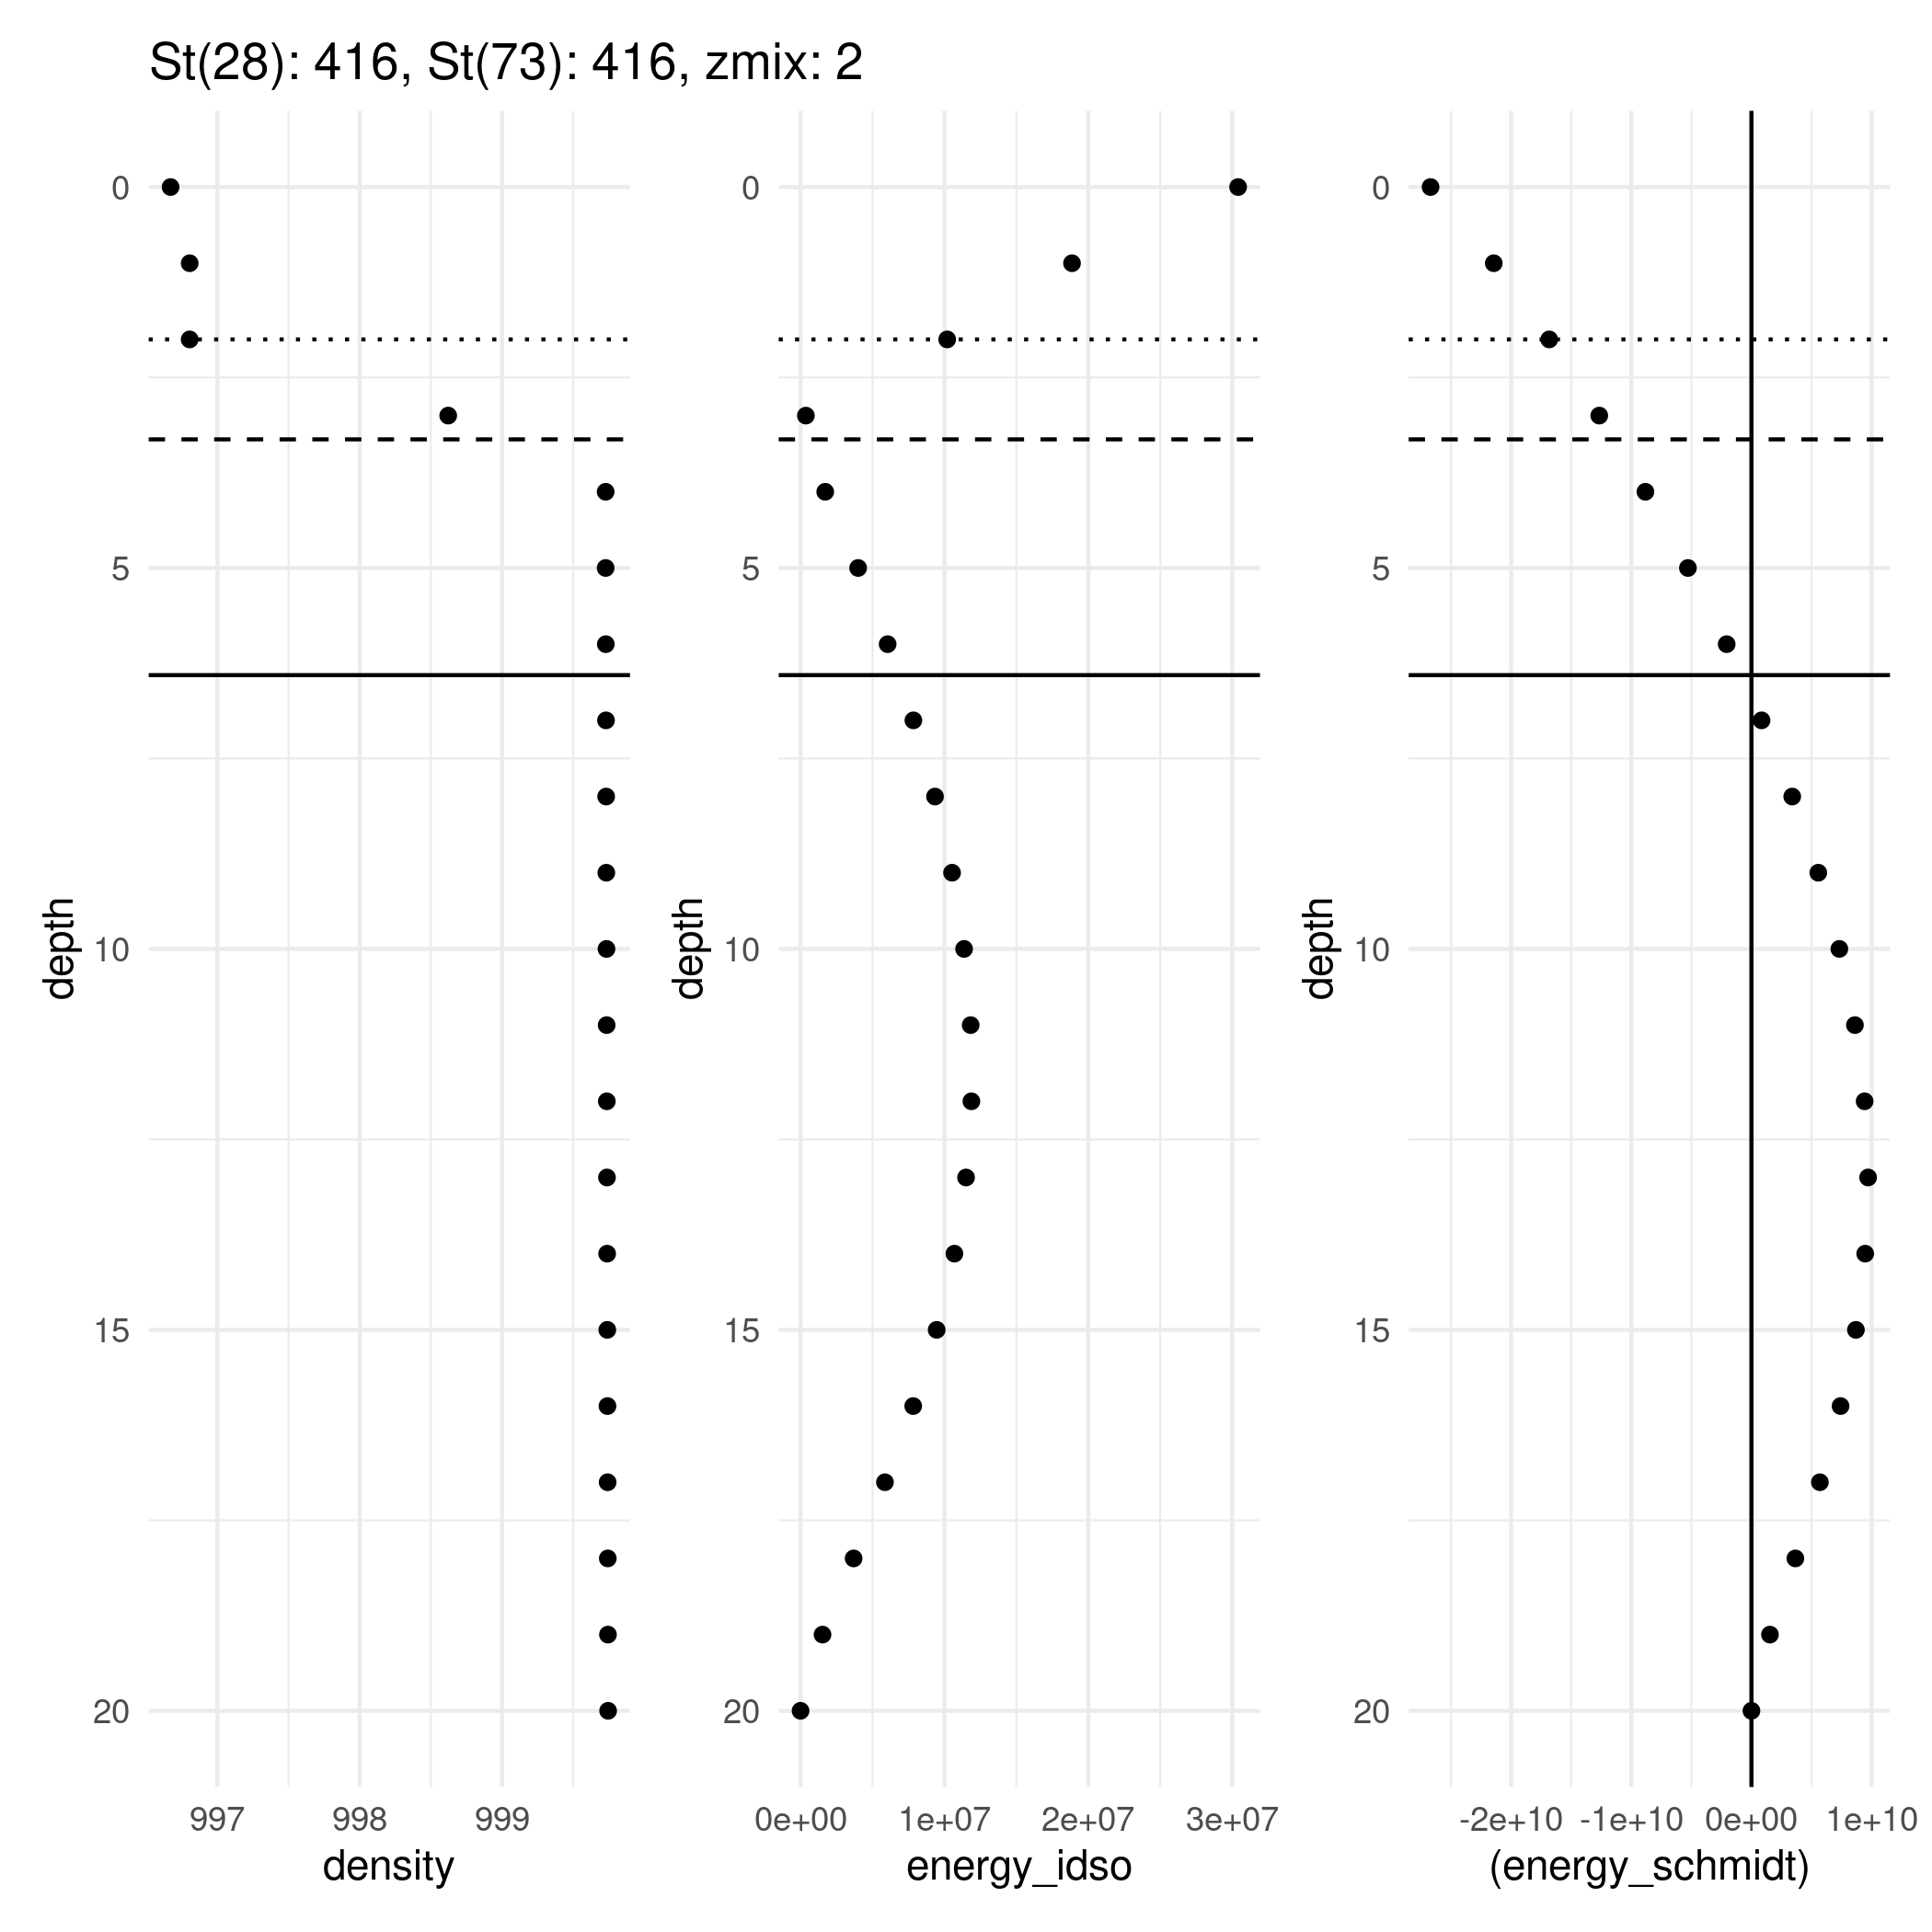 St(28): 416, St(73): 416, zmix: 2
0
5
10
15
20
depth
997
998
999
density
0
5
10
15
20
depth
0e+00
1e+07
2e+07
3e+07
energy_idso
0
5
10
15
20
depth
-2e+10
-1e+10
0e+00
1e+10
(energy_schmidt)